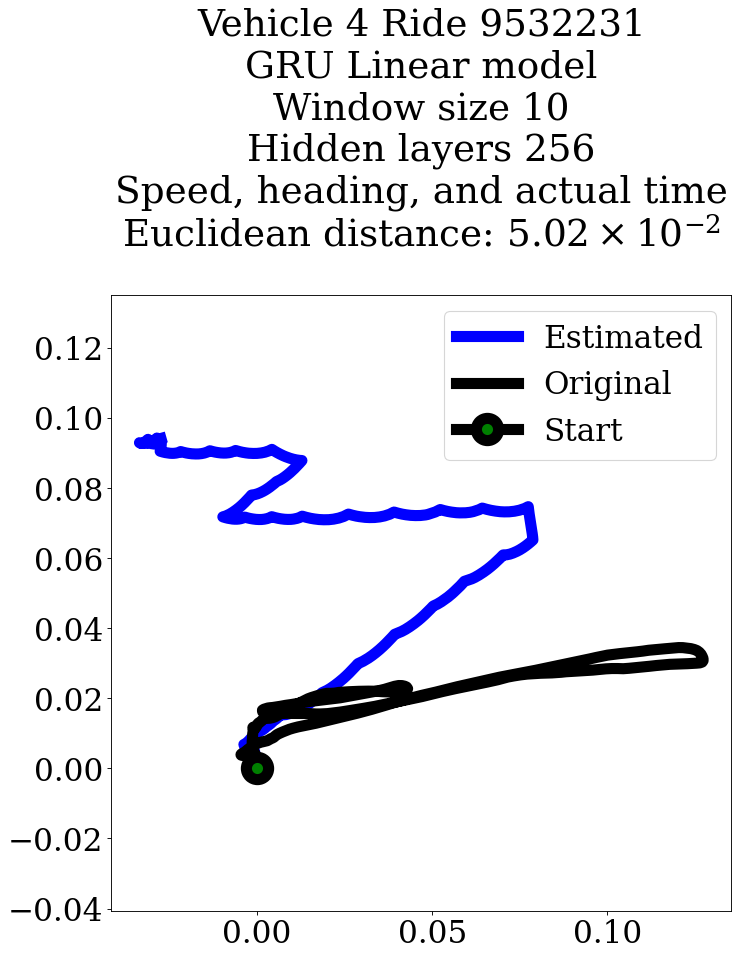 Vehicle 4 Ride 9532231
GRU Linear model
Window size 10
Hidden layers 256
Speed, heading, and actual time
Euclidean distance: 5.02 × 10⁻²
Estimated
Original
Start
0.12
0.10
0.08
0.06
0.04
0.02
0.00
−0.02
−0.04
0.00 0.05 0.10